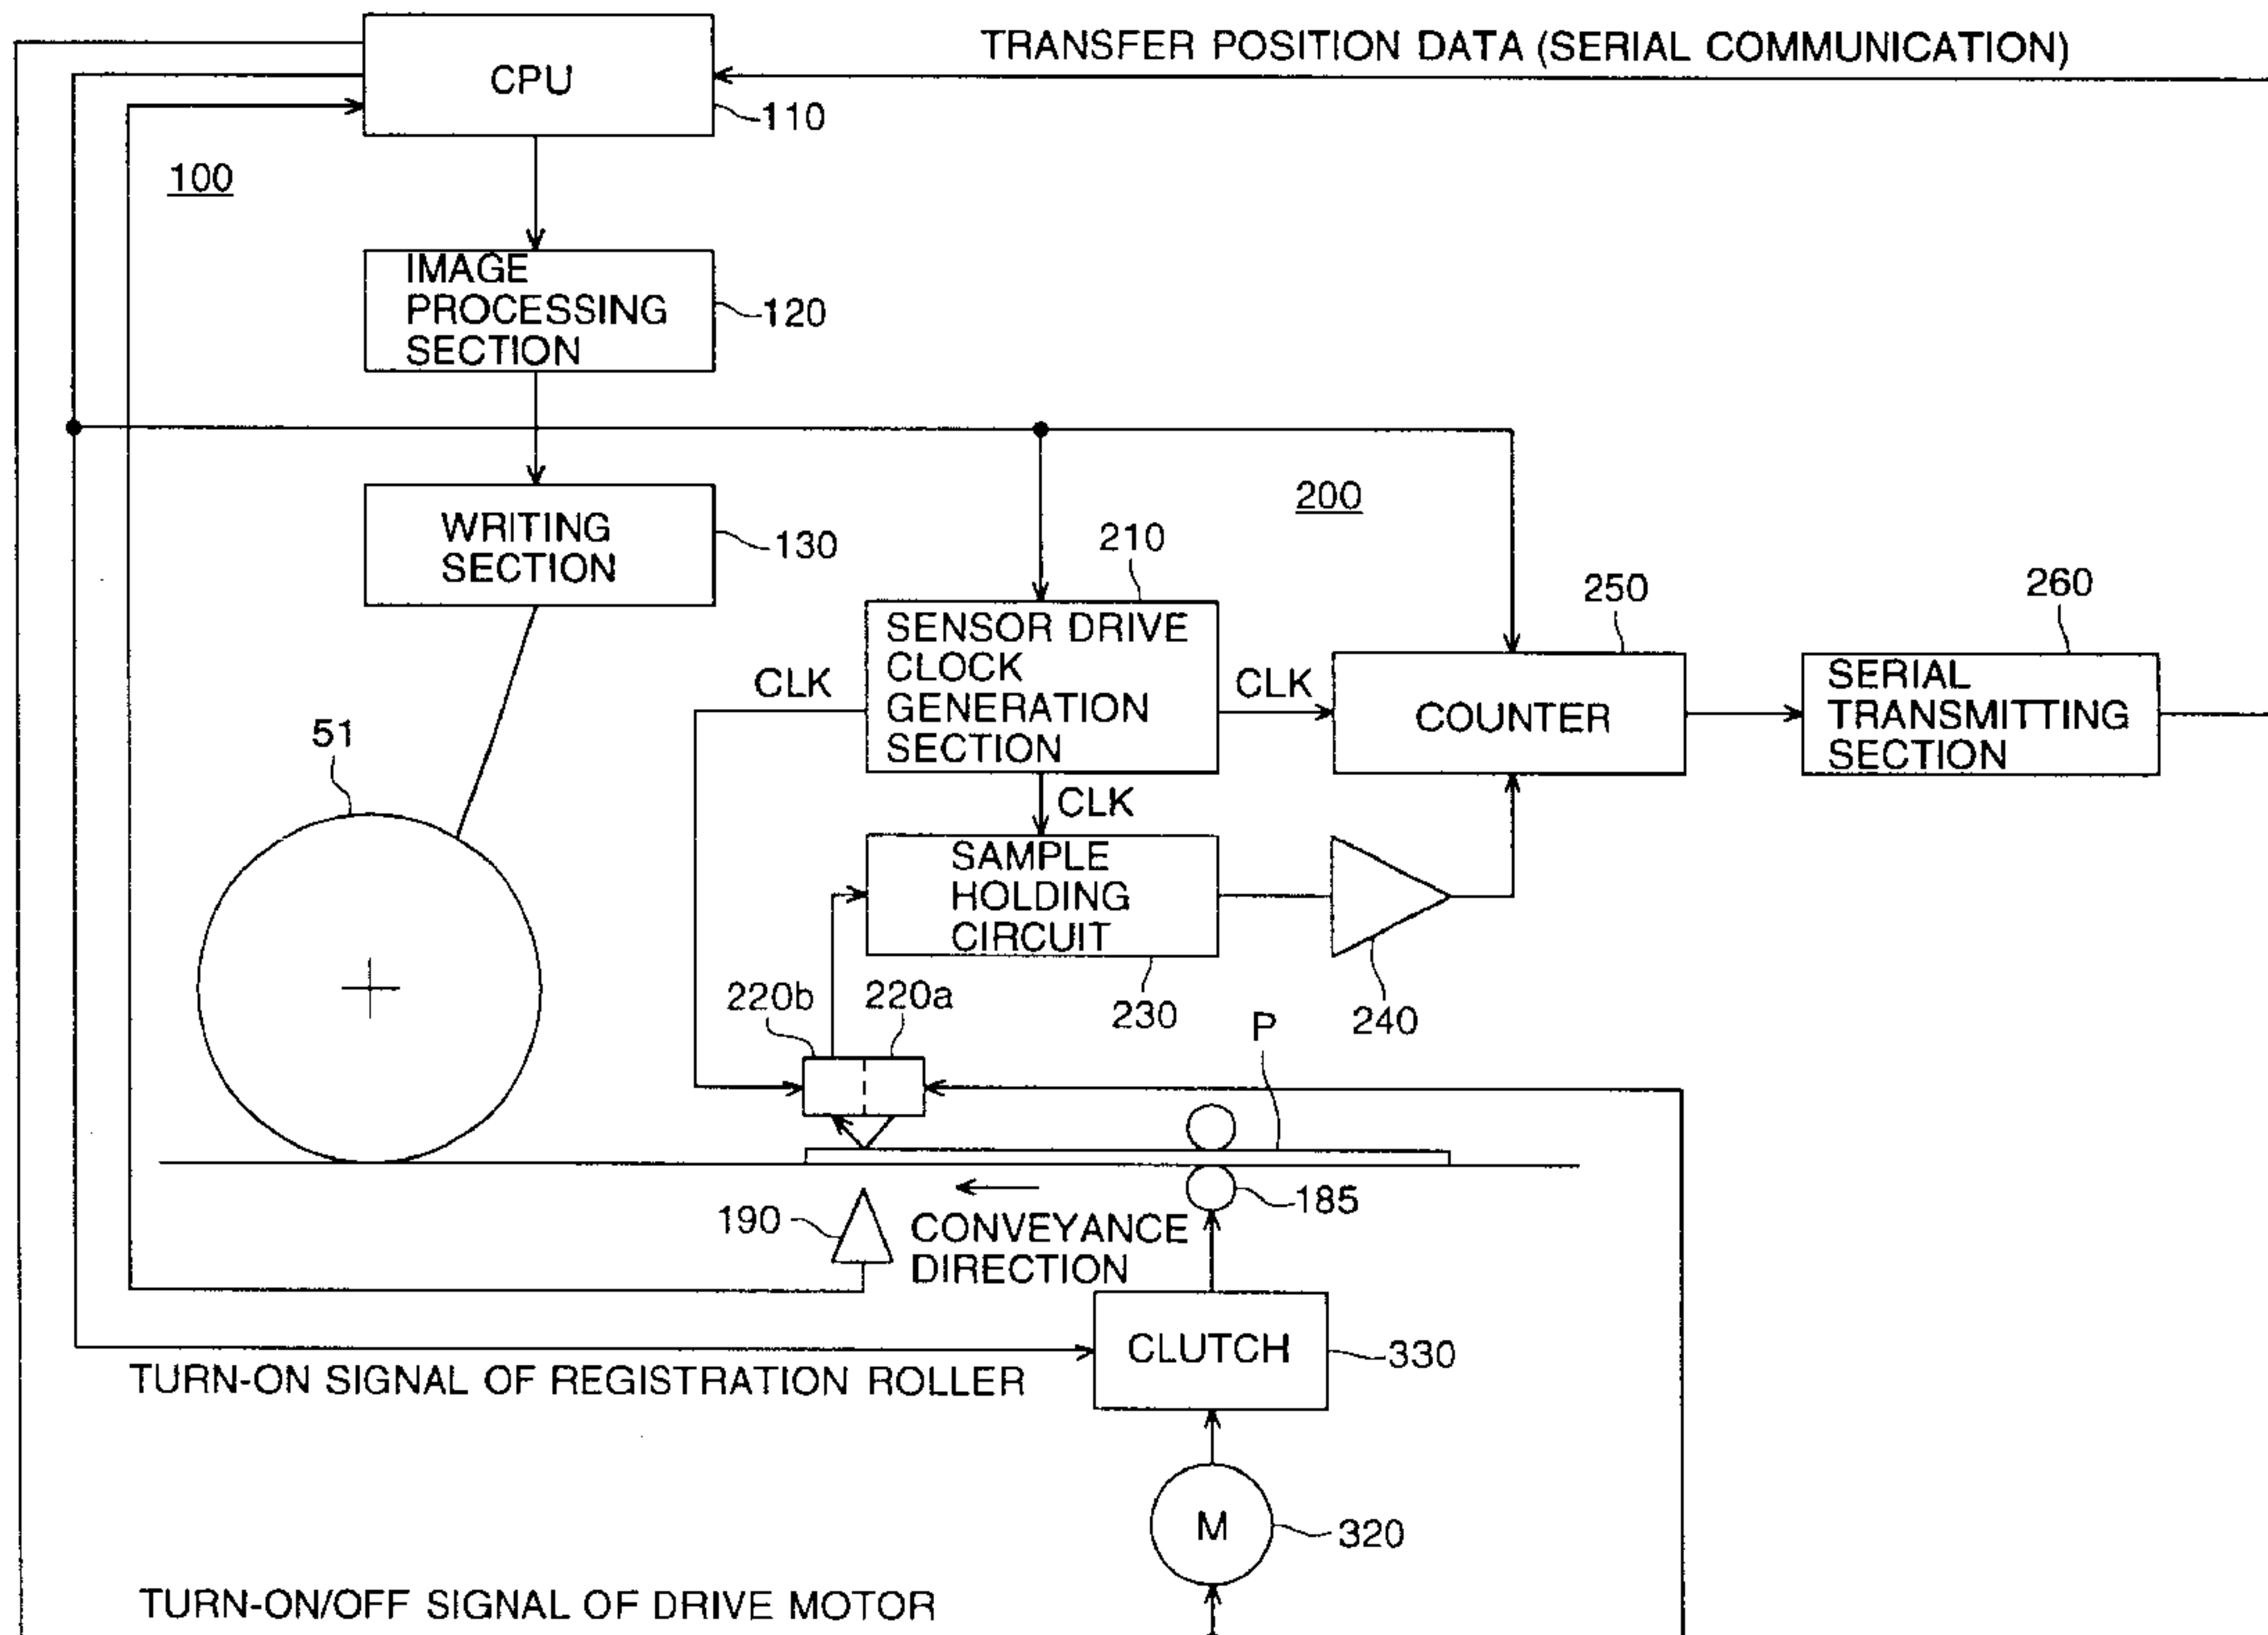 TRANSFER POSITION DATA (SERIAL COMMUNICATION)
CPU
110
100
IMAGE
PROCESSING
SECTION
120
200
WRITING
SECTION
130
210
250
260
SENSOR DRIVE
CLOCK
GENERATION
SECTION
CLK
CLK
COUNTER
SERIAL
TRANSMITTING
SECTION
51
CLK
SAMPLE
HOLDING
CIRCUIT
220b
220a
230
240
P
190
CONVEYANCE
DIRECTION
185
CLUTCH
330
TURN-ON SIGNAL OF REGISTRATION ROLLER
M
320
TURN-ON/OFF SIGNAL OF DRIVE MOTOR